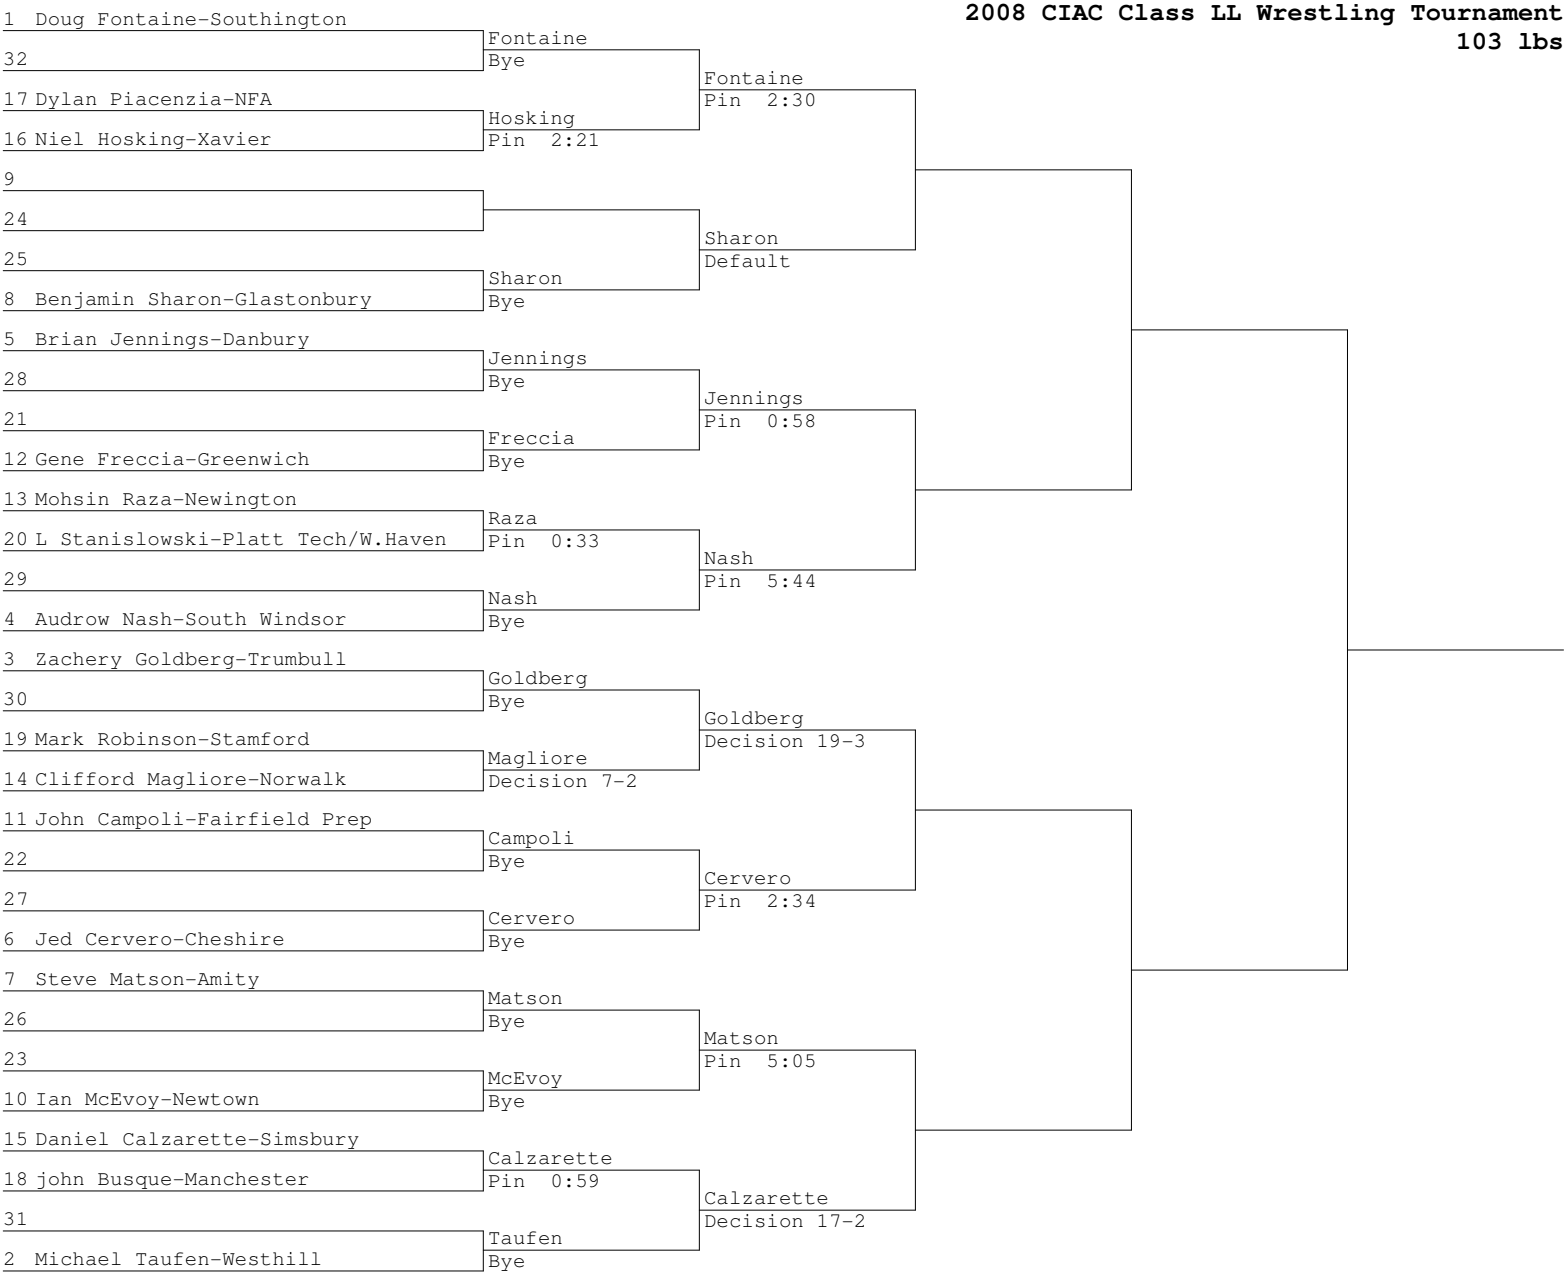 2008 CIAC Class LL Wrestling Tournament
103 lbs
1 Doug Fontaine-Southington
32
17 Dylan Piacenzia-NFA
16 Niel Hosking-Xavier
9
24
25
8 Benjamin Sharon-Glastonbury
5 Brian Jennings-Danbury
28
21
12 Gene Freccia-Greenwich
13 Mohsin Raza-Newington
20 L Stanislowski-Platt Tech/W.Haven
29
4 Audrow Nash-South Windsor
3 Zachery Goldberg-Trumbull
30
19 Mark Robinson-Stamford
14 Clifford Magliore-Norwalk
11 John Campoli-Fairfield Prep
22
27
6 Jed Cervero-Cheshire
7 Steve Matson-Amity
26
23
10 Ian McEvoy-Newtown
15 Daniel Calzarette-Simsbury
18 john Busque-Manchester
31
2 Michael Taufen-Westhill
Fontaine
Bye
Hosking
Pin 2:21
Sharon
Bye
Jennings
Bye
Freccia
Bye
Raza
Pin 0:33
Nash
Bye
Goldberg
Bye
Magliore
Decision 7-2
Campoli
Bye
Cervero
Bye
Matson
Bye
McEvoy
Bye
Calzarette
Pin 0:59
Taufen
Bye
Fontaine
Pin 2:30
Sharon
Default
Jennings
Pin 0:58
Nash
Pin 5:44
Goldberg
Decision 19-3
Cervero
Pin 2:34
Matson
Pin 5:05
Calzarette
Decision 17-2